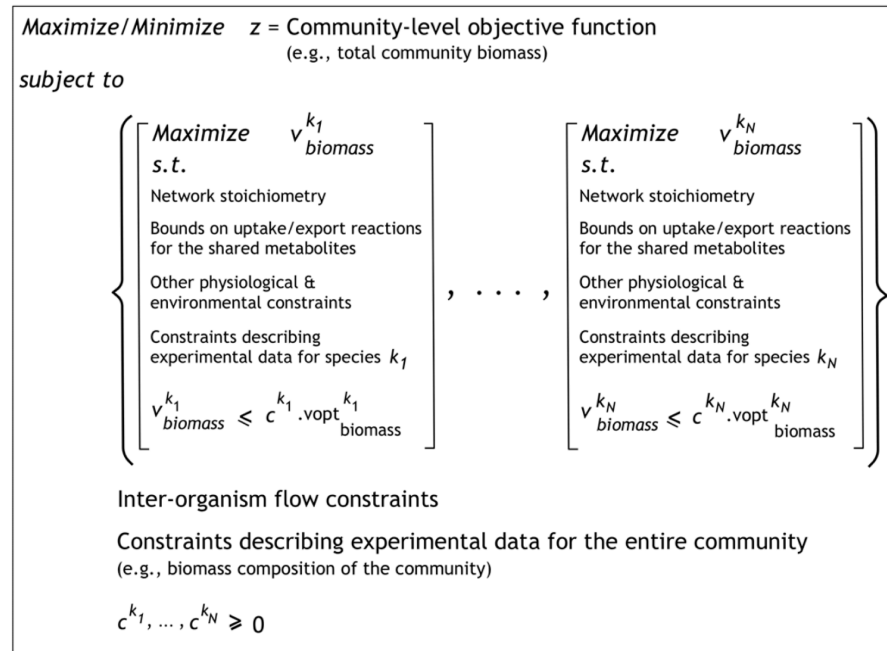 Maximize/Minimize z = Community-level objective function
(e.g., total community biomass)
subject to
Maximize v^{k_1}_{biomass}
s.t.
Network stoichiometry
Bounds on uptake/export reactions
for the shared metabolites
Other physiological &
environmental constraints
Constraints describing
experimental data for species k_1
v^{k_1}_{biomass} ⩽ c^{k_1}.vopt^{k_1}_{biomass}
, . . . ,
Maximize v^{k_N}_{biomass}
s.t.
Network stoichiometry
Bounds on uptake/export reactions
for the shared metabolites
Other physiological &
environmental constraints
Constraints describing
experimental data for species k_N
v^{k_N}_{biomass} ⩽ c^{k_N}.vopt^{k_N}_{biomass}
Inter-organism flow constraints
Constraints describing experimental data for the entire community
(e.g., biomass composition of the community)
c^{k_1}, ... , c^{k_N} ⩾ 0